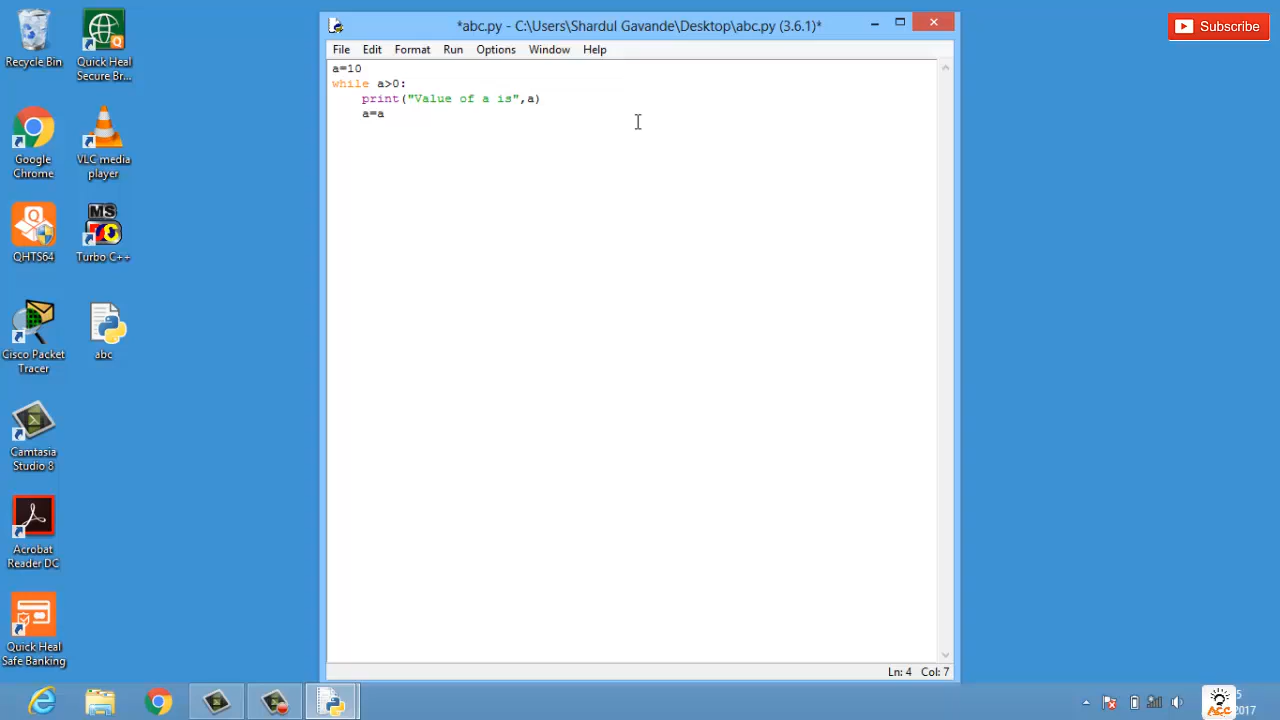 *abc.py - C:\Users\Shardul Gavande\Desktop\abc.py (3.6.1)*
File Edit Format Run Options Window Help
a=10
while a>0:
    print("Value of a is",a)
    a=a
Ln: 4 Col: 7
Subscribe
Recycle Bin
Quick Heal
Secure Br...
Google
Chrome
VLC media
player
QHTS64
MS
Turbo C++
Cisco Packet
Tracer
abc
Camtasia
Studio 8
Acrobat
Reader DC
Quick Heal
Safe Banking
ACC
2017